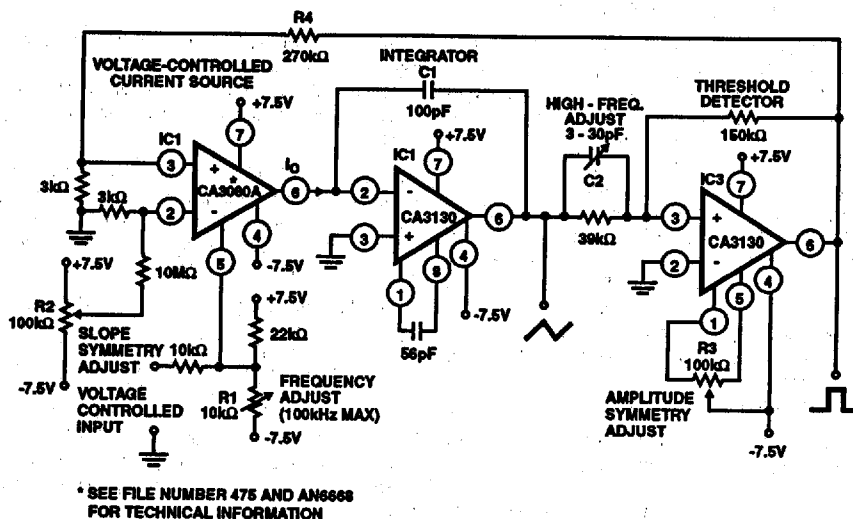 R4
270kΩ
VOLTAGE-CONTROLLED
CURRENT SOURCE
INTEGRATOR
C1
100pF
HIGH - FREQ.
ADJUST
3 - 30pF
C2
THRESHOLD
DETECTOR
150kΩ
+7.5V
7
IC1
3
+
*
CA3080A
2
-
6
IO
4
-7.5V
5
3kΩ
3kΩ
10MΩ
+7.5V
R2
100kΩ
-7.5V
SLOPE
SYMMETRY
ADJUST
10kΩ
VOLTAGE
CONTROLLED
INPUT
+7.5V
22kΩ
R1
10kΩ
FREQUENCY
ADJUST
(100kHz MAX)
-7.5V
+7.5V
IC1
7
2
-
CA3130
3
+
6
4
-7.5V
1
8
56pF
39kΩ
+7.5V
IC3
7
3
+
CA3130
2
-
6
4
5
1
R3
100kΩ
AMPLITUDE
SYMMETRY
ADJUST
-7.5V
* SEE FILE NUMBER 475 AND AN6668
FOR TECHNICAL INFORMATION